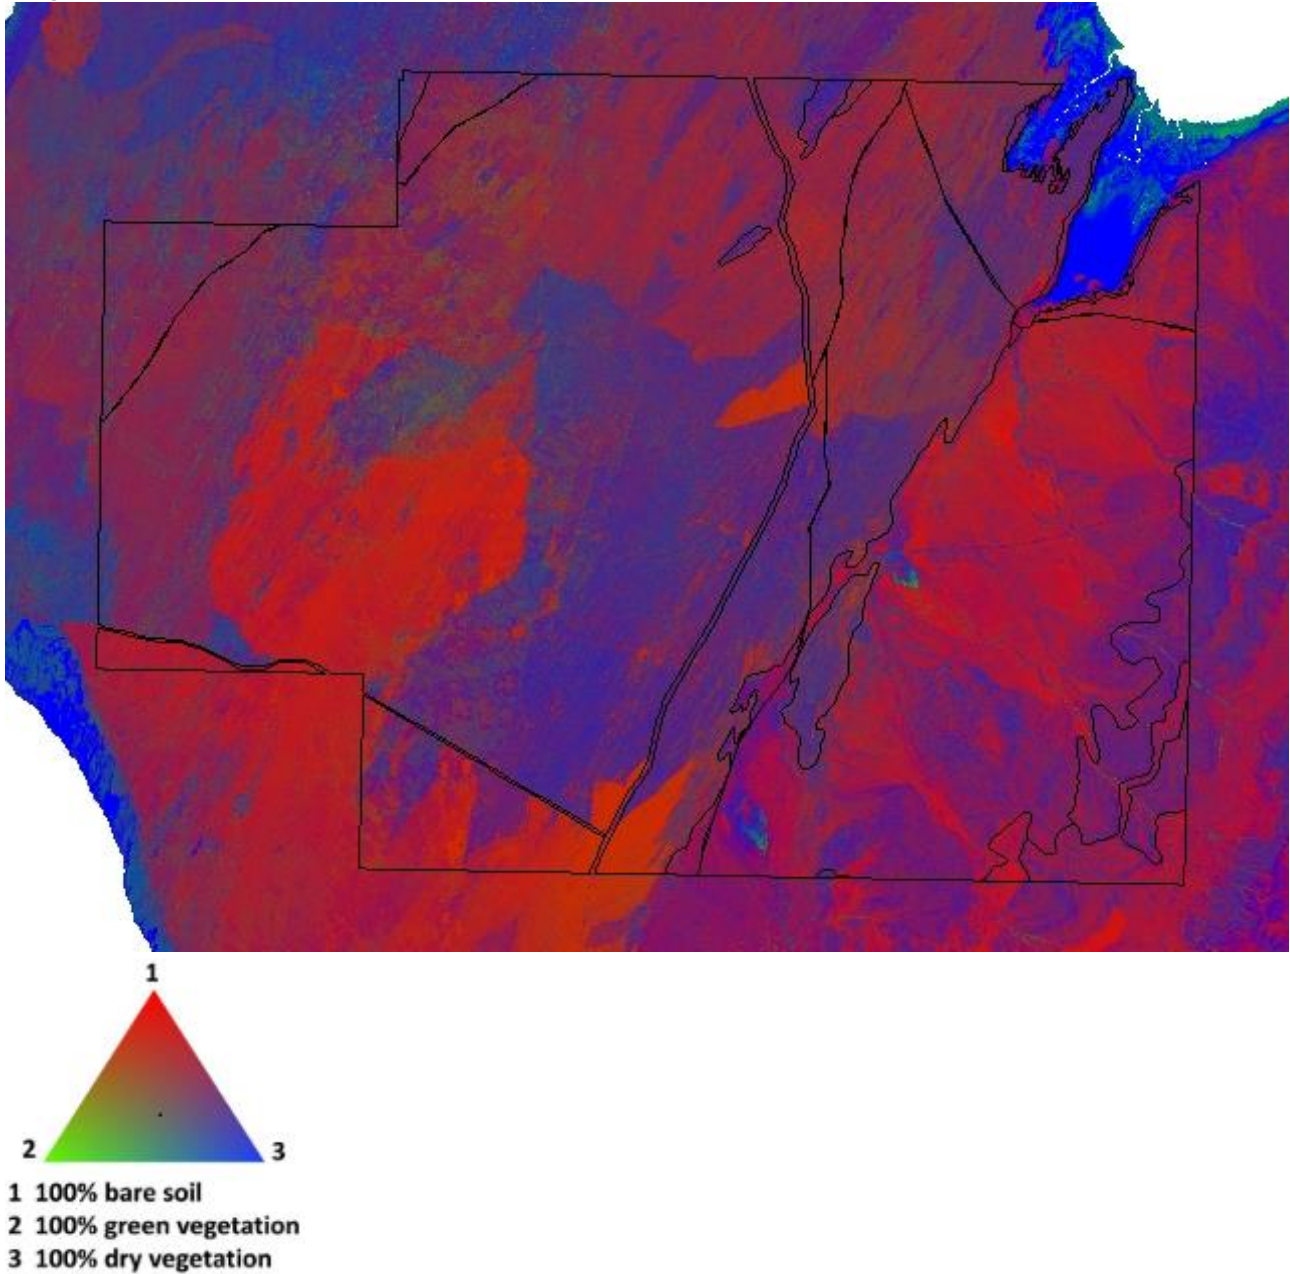 1
2 3
1 100% bare soil
2 100% green vegetation
3 100% dry vegetation